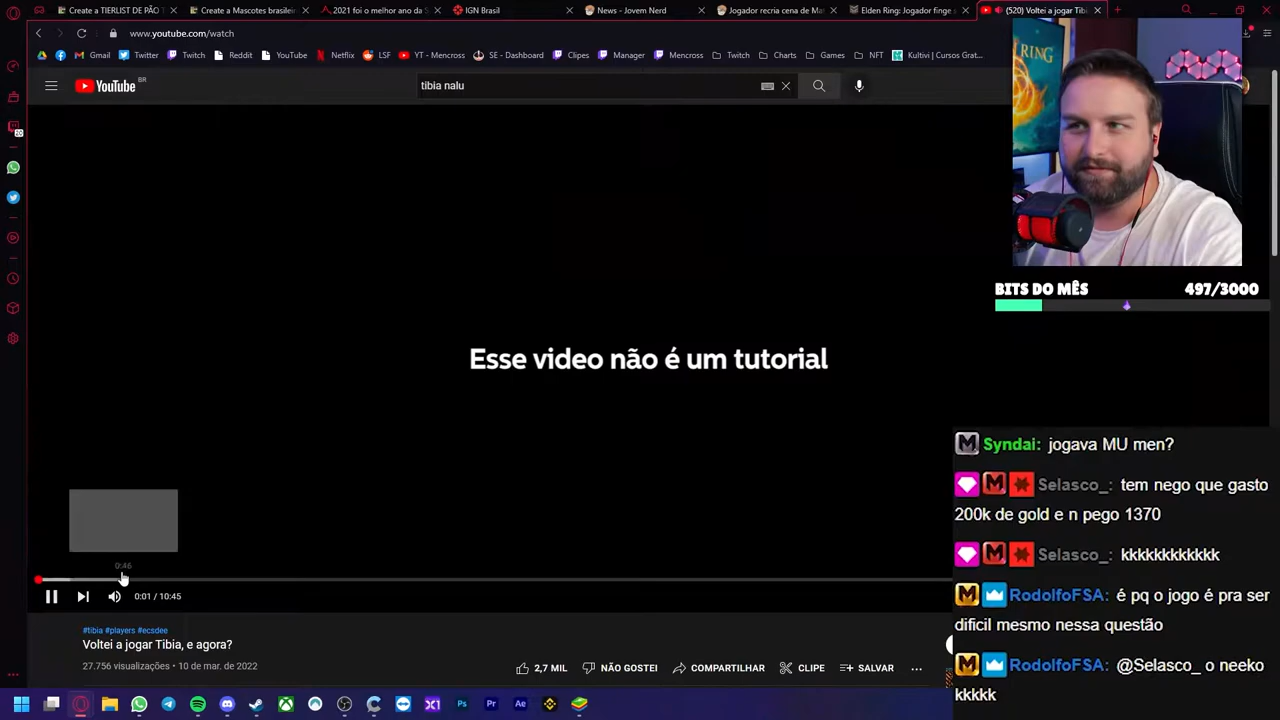 Create a TIERLIST DE PÃO T
Create a Mascotes brasilein
2021 foi o melhor ano da S
IGN Brasil
News - Jovem Nerd
Jogador recria cena de Ma
Elden Ring: Jogador finge p
(520) Voltei a jogar Tibi
www.youtube.com/watch
Gmail
Twitter
Twitch
Reddit
YouTube
Netflix
LSF
YT - Mencross
SE - Dashboard
Clipes
Manager
Mencross
Twitch
Charts
Games
NFT
Kultivi | Cursos Grat...
YouTube BR
tibia nalu
RING
BITS DO MÊS 497/3000
Esse video não é um tutorial
Syndai: jogava MU men?
Selasco_: tem nego que gasto
200k de gold e n pego 1370
Selasco_: kkkkkkkkkkkk
RodolfoFSA: é pq o jogo é pra ser
dificil mesmo nessa questão
RodolfoFSA: @Selasco_ o neeko
kkkkk
0:46
0:01 / 10:45
#tibia #players #ecsdee
Voltei a jogar Tibia, e agora?
27.756 visualizações • 10 de mar. de 2022
2,7 MIL
NÃO GOSTEI
COMPARTILHAR
CLIPE
SALVAR